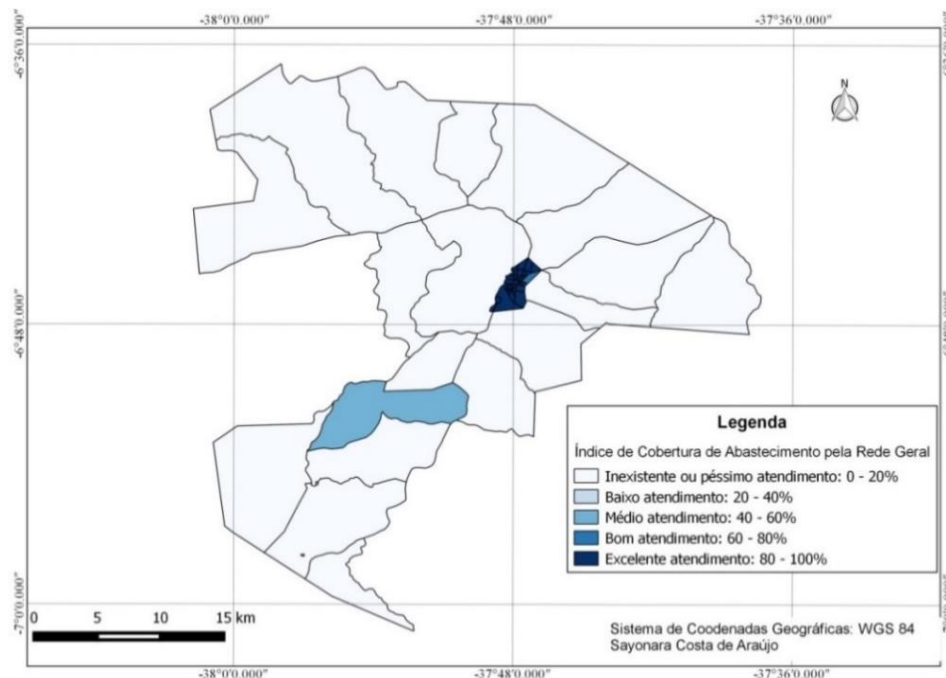 -38°0'0.000"
-37°48'0.000"
-37°36'0.000"
-6°36'0.000"
N
-6°48'0.000"
Legenda
Índice de Cobertura de Abastecimento pela Rede Geral
Inexistente ou péssimo atendimento: 0 - 20%
Baixo atendimento: 20 - 40%
Médio atendimento: 40 - 60%
Bom atendimento: 60 - 80%
Excelente atendimento: 80 - 100%
-7°0'0.000"
0 5 10 15 km
Sistema de Coodenadas Geográficas: WGS 84
Sayonara Costa de Araújo
-38°0'0.000"
-37°48'0.000"
-37°36'0.000"